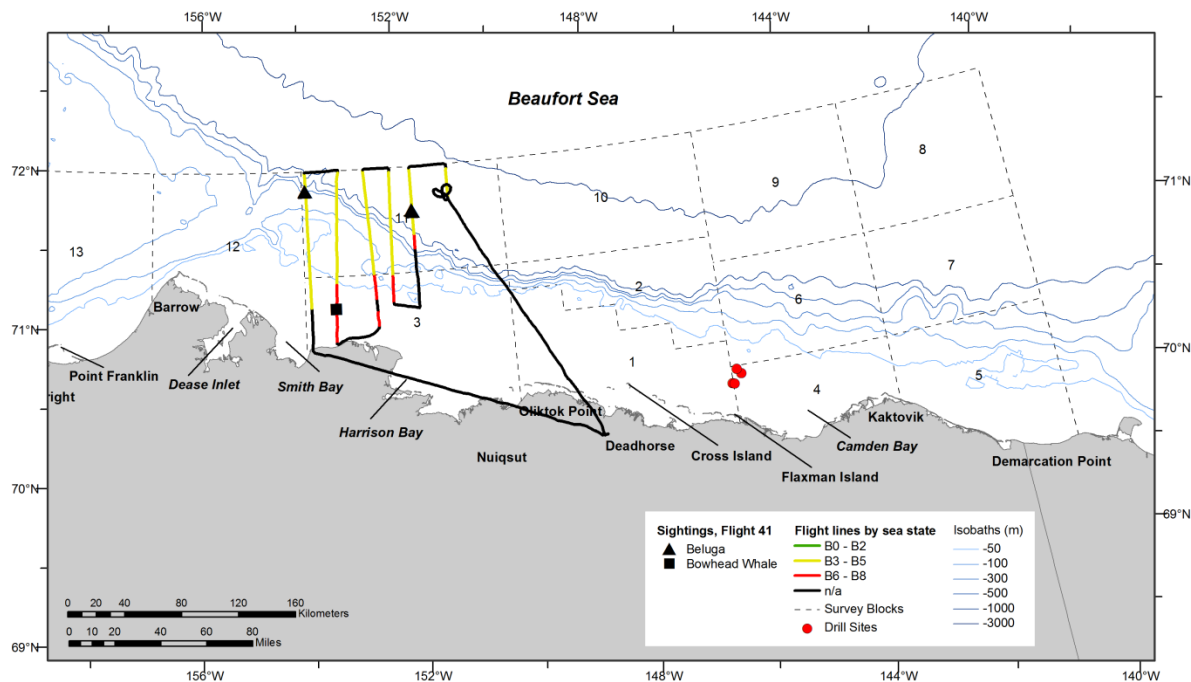 156°W 152°W 148°W 144°W 140°W
Beaufort Sea
72°N
71°N
71°N
70°N
70°N
69°N
69°N
8
9
10
11
12
13
7
2
6
3
1
5
4
Barrow
Point Franklin
right
Dease Inlet
Smith Bay
Harrison Bay
Oliktok Point
Nuiqsut
Deadhorse
Cross Island
Flaxman Island
Camden Bay
Kaktovik
Demarcation Point
Sightings, Flight 41
Beluga
Bowhead Whale
Flight lines by sea state
B0 - B2
B3 - B5
B6 - B8
n/a
Survey Blocks
Drill Sites
Isobaths (m)
-50
-100
-300
-500
-1000
-3000
0 20 40 80 120 160
Kilometers
0 10 20 40 60 80
Miles
156°W 154°W 152°W 150°W 148°W 146°W 144°W 142°W 140°W